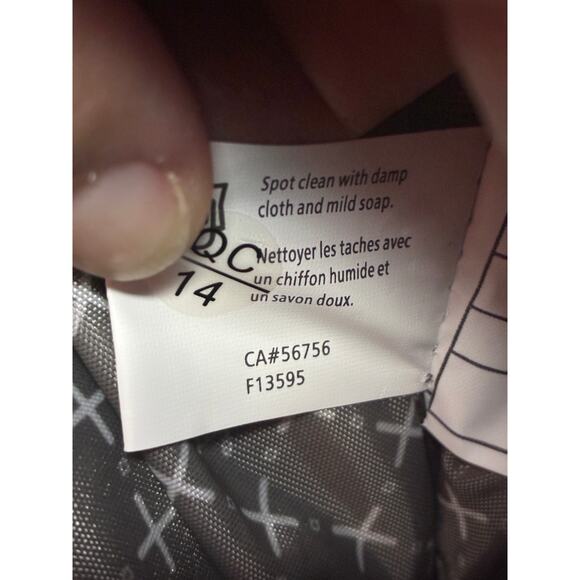 Spot clean with damp
cloth and mild soap.
QC
14
Nettoyer les taches avec
un chiffon humide et
un savon doux.
CA#56756
F13595